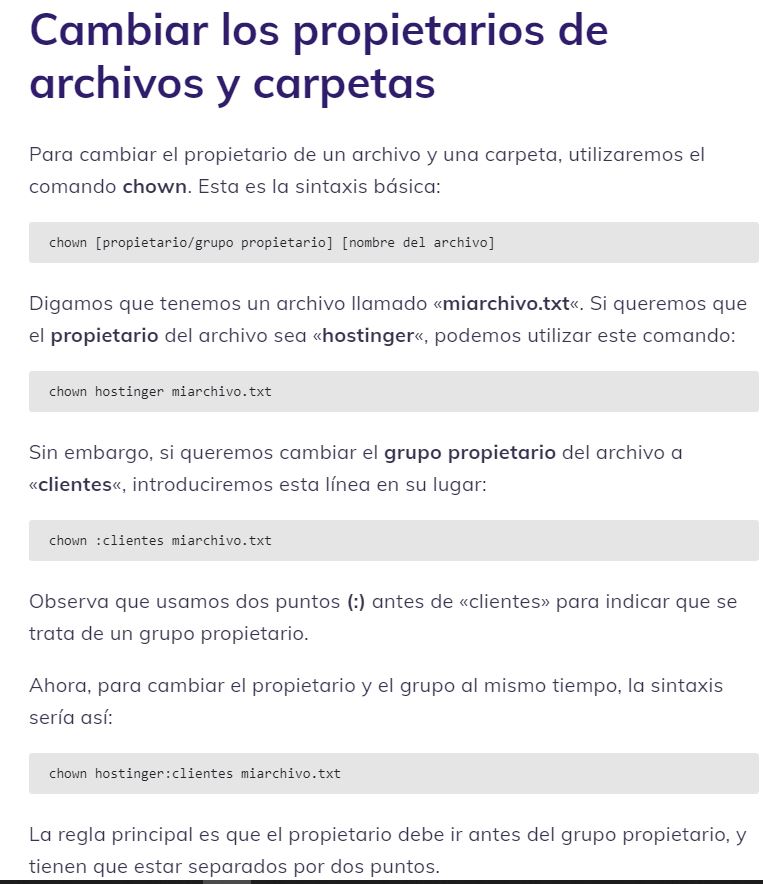 Cambiar los propietarios de
archivos y carpetas
Para cambiar el propietario de un archivo y una carpeta, utilizaremos el
comando chown. Esta es la sintaxis básica:
chown [propietario/grupo propietario] [nombre del archivo]
Digamos que tenemos un archivo llamado «miarchivo.txt«. Si queremos que
el propietario del archivo sea «hostinger«, podemos utilizar este comando:
chown hostinger miarchivo.txt
Sin embargo, si queremos cambiar el grupo propietario del archivo a
«clientes«, introduciremos esta línea en su lugar:
chown :clientes miarchivo.txt
Observa que usamos dos puntos (:) antes de «clientes» para indicar que se
trata de un grupo propietario.
Ahora, para cambiar el propietario y el grupo al mismo tiempo, la sintaxis
sería así:
chown hostinger:clientes miarchivo.txt
La regla principal es que el propietario debe ir antes del grupo propietario, y
tienen que estar separados por dos puntos.